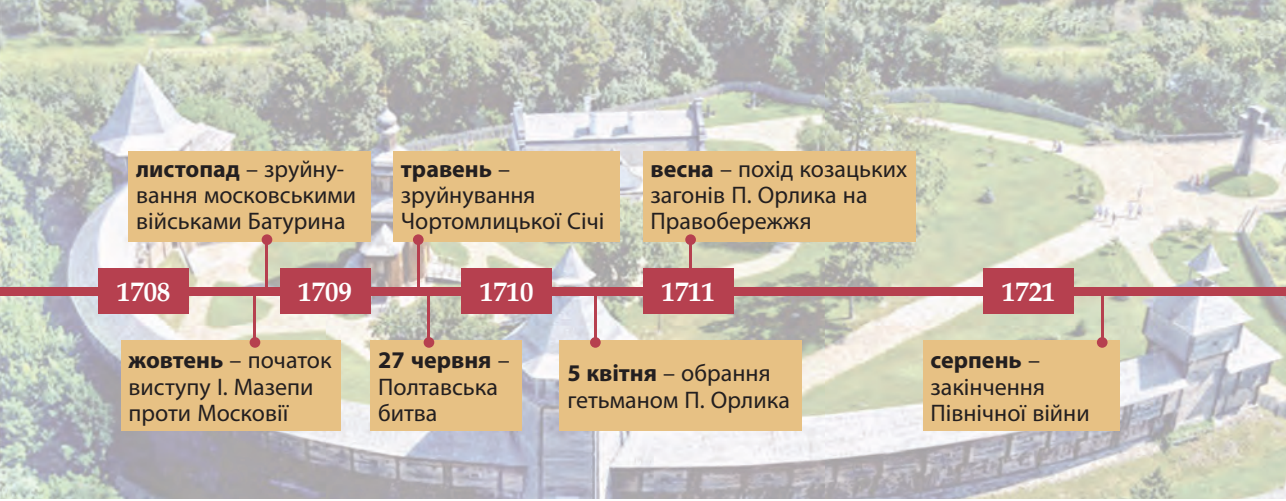 листопад – зруйну-
вання московськими
військами Батурина
травень –
зруйнування
Чортомлицької Січі
весна – похід козацьких
загонів П. Орлика на
Правобережжя
1708
1709
1710
1711
1721
жовтень – початок
виступу І. Мазепи
проти Московії
27 червня –
Полтавська
битва
5 квітня – обрання
гетьманом П. Орлика
серпень –
закінчення
Північної війни